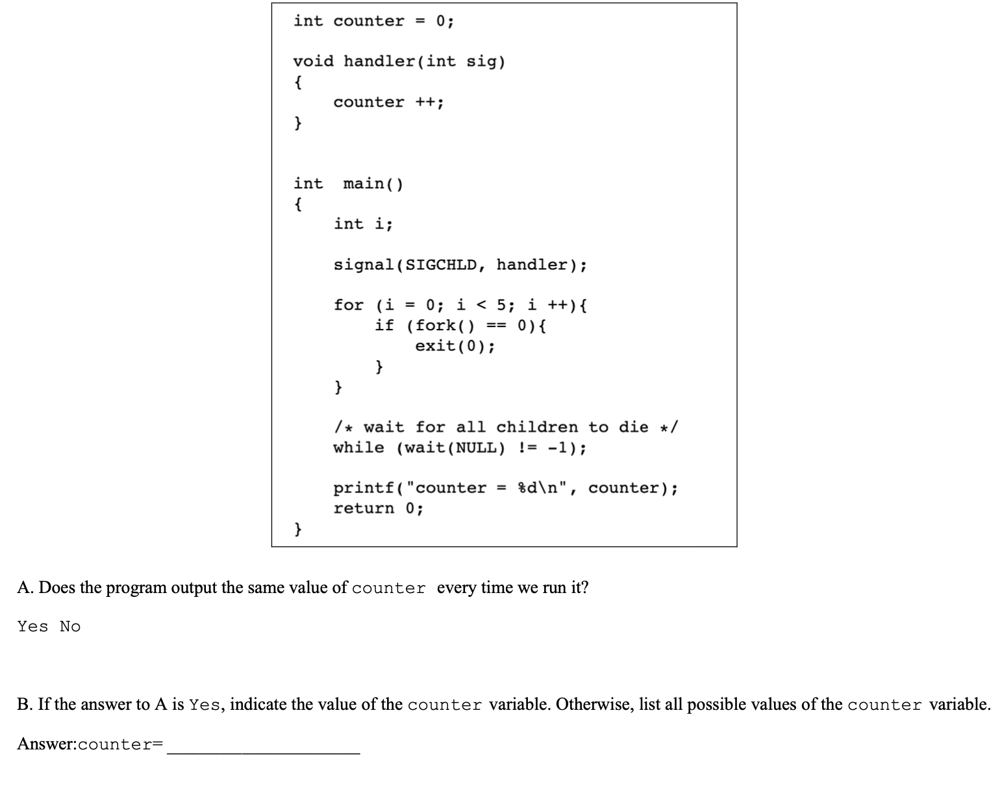 int counter = 0;
void handler(int sig)
{
    counter ++;
}
int  main()
{
    int i;
    signal(SIGCHLD, handler);
    for (i = 0; i < 5; i ++){
        if (fork() == 0){
            exit(0);
        }
    }
    /* wait for all children to die */
    while (wait(NULL) != -1);
    printf("counter = %d\n", counter);
    return 0;
}
A. Does the program output the same value of counter every time we run it?
Yes No
B. If the answer to A is Yes, indicate the value of the counter variable. Otherwise, list all possible values of the counter variable.
Answer:counter= ____________________